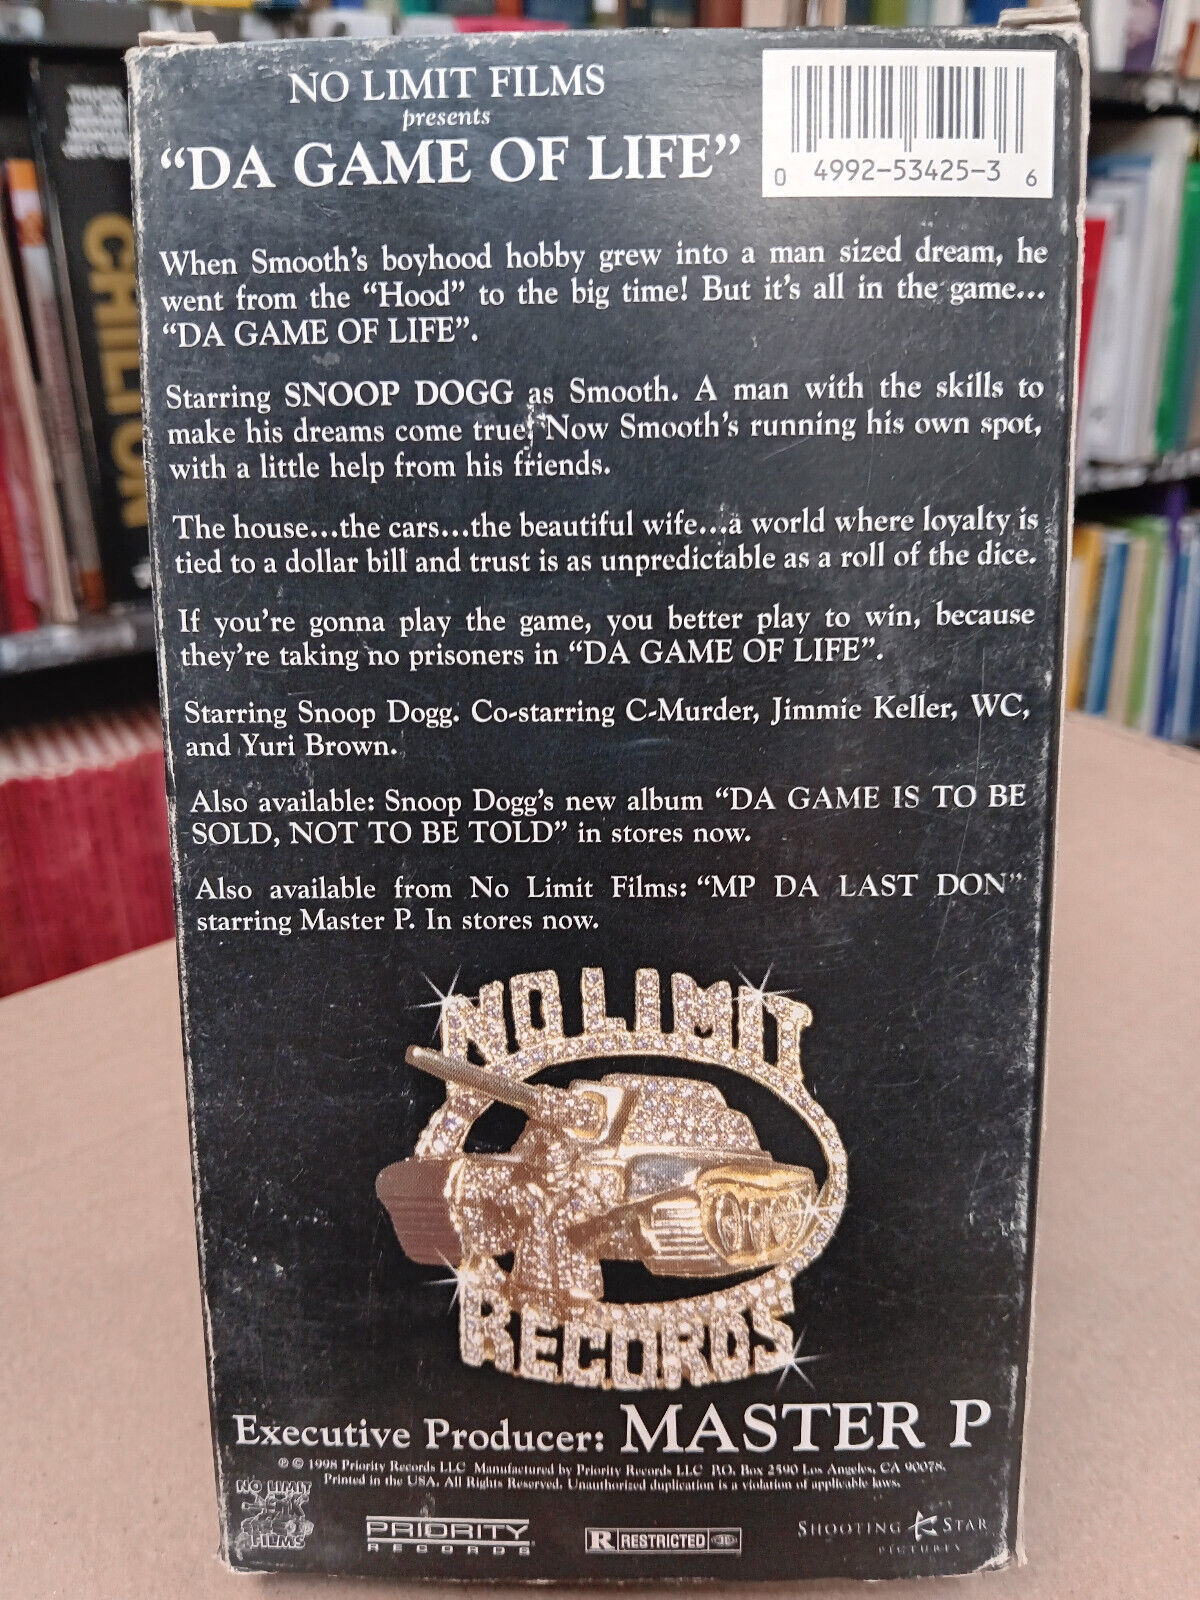 NO LIMIT FILMS
presents
“DA GAME OF LIFE”
0 4992-53425-3 6
When Smooth’s boyhood hobby grew into a man sized dream, he
went from the “Hood” to the big time! But it’s all in the game...
“DA GAME OF LIFE”.
Starring SNOOP DOGG as Smooth. A man with the skills to
make his dreams come true! Now Smooth’s running his own spot,
with a little help from his friends.
The house...the cars...the beautiful wife...a world where loyalty is
tied to a dollar bill and trust is as unpredictable as a roll of the dice.
If you’re gonna play the game, you better play to win, because
they’re taking no prisoners in “DA GAME OF LIFE”.
Starring Snoop Dogg. Co-starring C-Murder, Jimmie Keller, WC,
and Yuri Brown.
Also available: Snoop Dogg’s new album “DA GAME IS TO BE
SOLD, NOT TO BE TOLD” in stores now.
Also available from No Limit Films: “MP DA LAST DON”
starring Master P. In stores now.
NO LIMIT
RECORDS
Executive Producer: MASTER P
℗ © 1998 Priority Records LLC Manufactured by Priority Records LLC P.O. Box 2590 Los Angeles, CA 90078.
Printed in the USA. All Rights Reserved. Unauthorized duplication is a violation of applicable laws.
NO LIMIT
FILMS
PRIORITY
RECORDS
R RESTRICTED
SHOOTING STAR
PICTURES
CHILTON